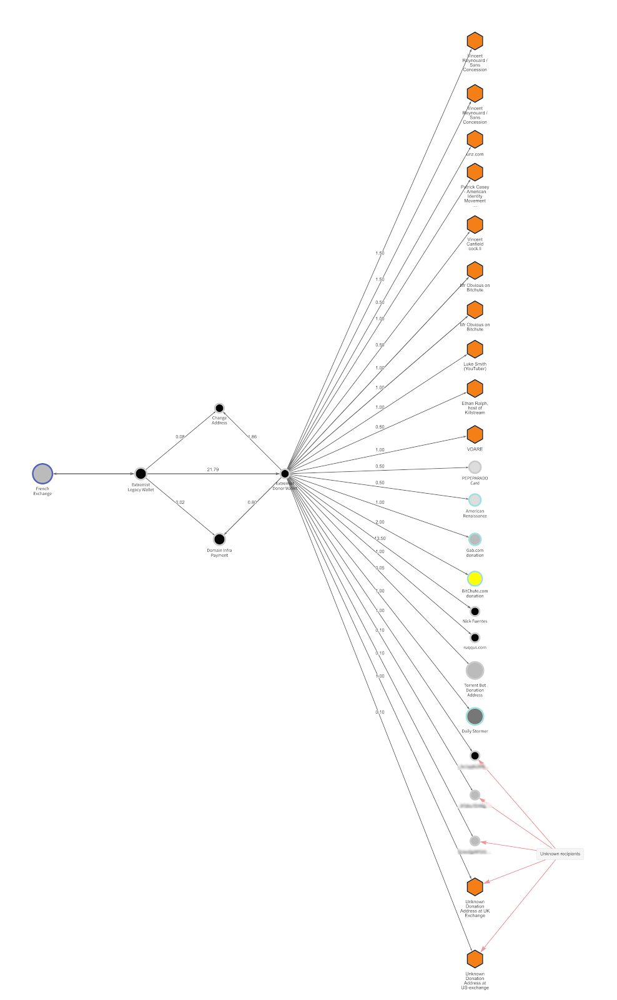 Vincent
Reynouard /
Sans
Concession
Vincent
Reynouard /
Sans
Concession
unz.com
Patrick Casey
- American
Identity
Movement
...
Vincent
Canfield
cock.li
1.50
Mr Obvious on
Bitchute
1.50
0.50
1.00
Mr Obvious on
Bitchute
0.50
Luke Smith
(YouTuber)
1.00
1.00
Ethan Ralph,
host of
Killstream
1.00
Change
Address
0.50
0.08
1.86
1.00
VDARE
21.79
0.50
PEPEPARADO
Card
French
Exchange
Extremist
Legacy Wallet
Extremist
Donor Wallet
0.50
0.02
0.80
1.00
American
Renaissance
2.00
13.50
Domain Infra
Payment
1.00
Gab.com
donation
0.05
1.00
BitChute.com
donation
1.00
Nick Fuentes
0.10
ruqqus.com
0.10
1.00
Torrent Bot
Donation
Address
0.10
Daily Stormer
Unknown recipients
Unknown
Donation
Address at UK
Exchange
Unknown
Donation
Address at
US-exchange